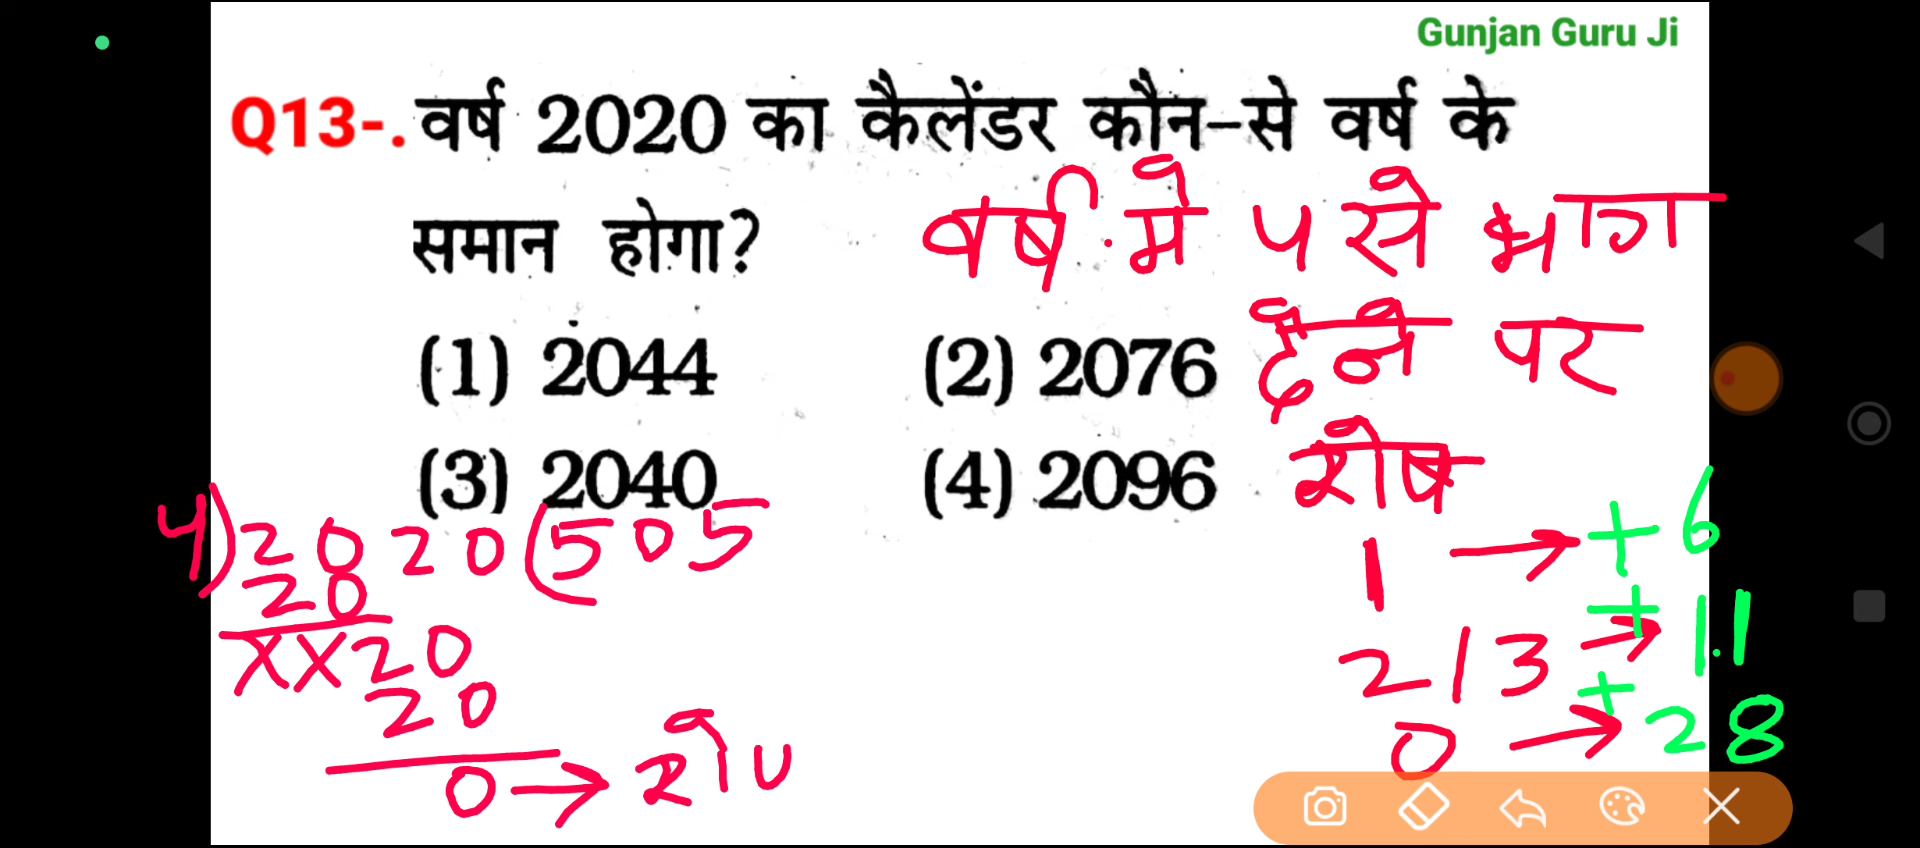 Gunjan Guru Ji
Q13-. वर्ष 2020 का कैलेंडर कौन-से वर्ष के
समान होगा?
वर्ष में 4 से भाग
देने पर
शेष
(1) 2044 (2) 2076
(3) 2040 (4) 2096
4)2020(505
20
XX20
20
0 →
1 → +6
2/3 → +11
0 → +28